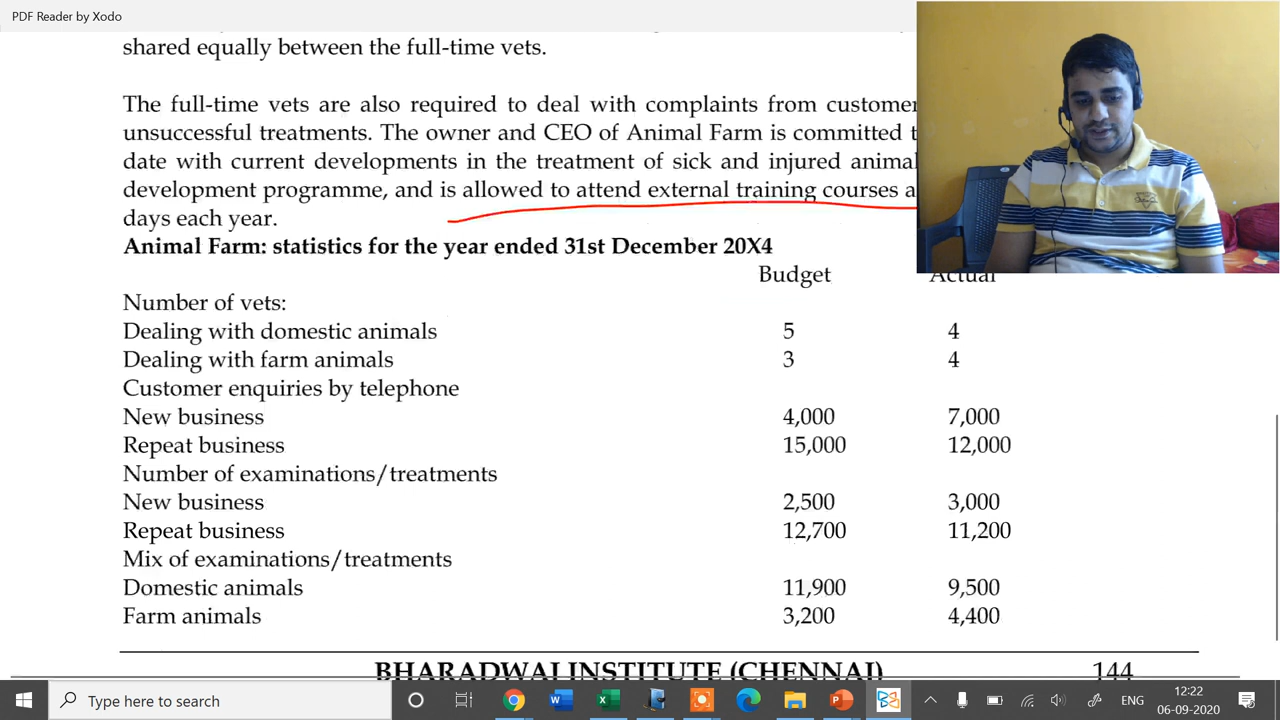 PDF Reader by Xodo
shared equally between the full-time vets.
The full-time vets are also required to deal with complaints from customer
unsuccessful treatments. The owner and CEO of Animal Farm is committed t
date with current developments in the treatment of sick and injured animal
development programme, and is allowed to attend external training courses a
days each year.
Animal Farm: statistics for the year ended 31st December 20X4
Budget Actual
Number of vets:
Dealing with domestic animals 5 4
Dealing with farm animals 3 4
Customer enquiries by telephone
New business 4,000 7,000
Repeat business 15,000 12,000
Number of examinations/treatments
New business 2,500 3,000
Repeat business 12,700 11,200
Mix of examinations/treatments
Domestic animals 11,900 9,500
Farm animals 3,200 4,400
BHARADWAJ INSTITUTE (CHENNAI) 144
Type here to search
ENG
12:22
06-09-2020